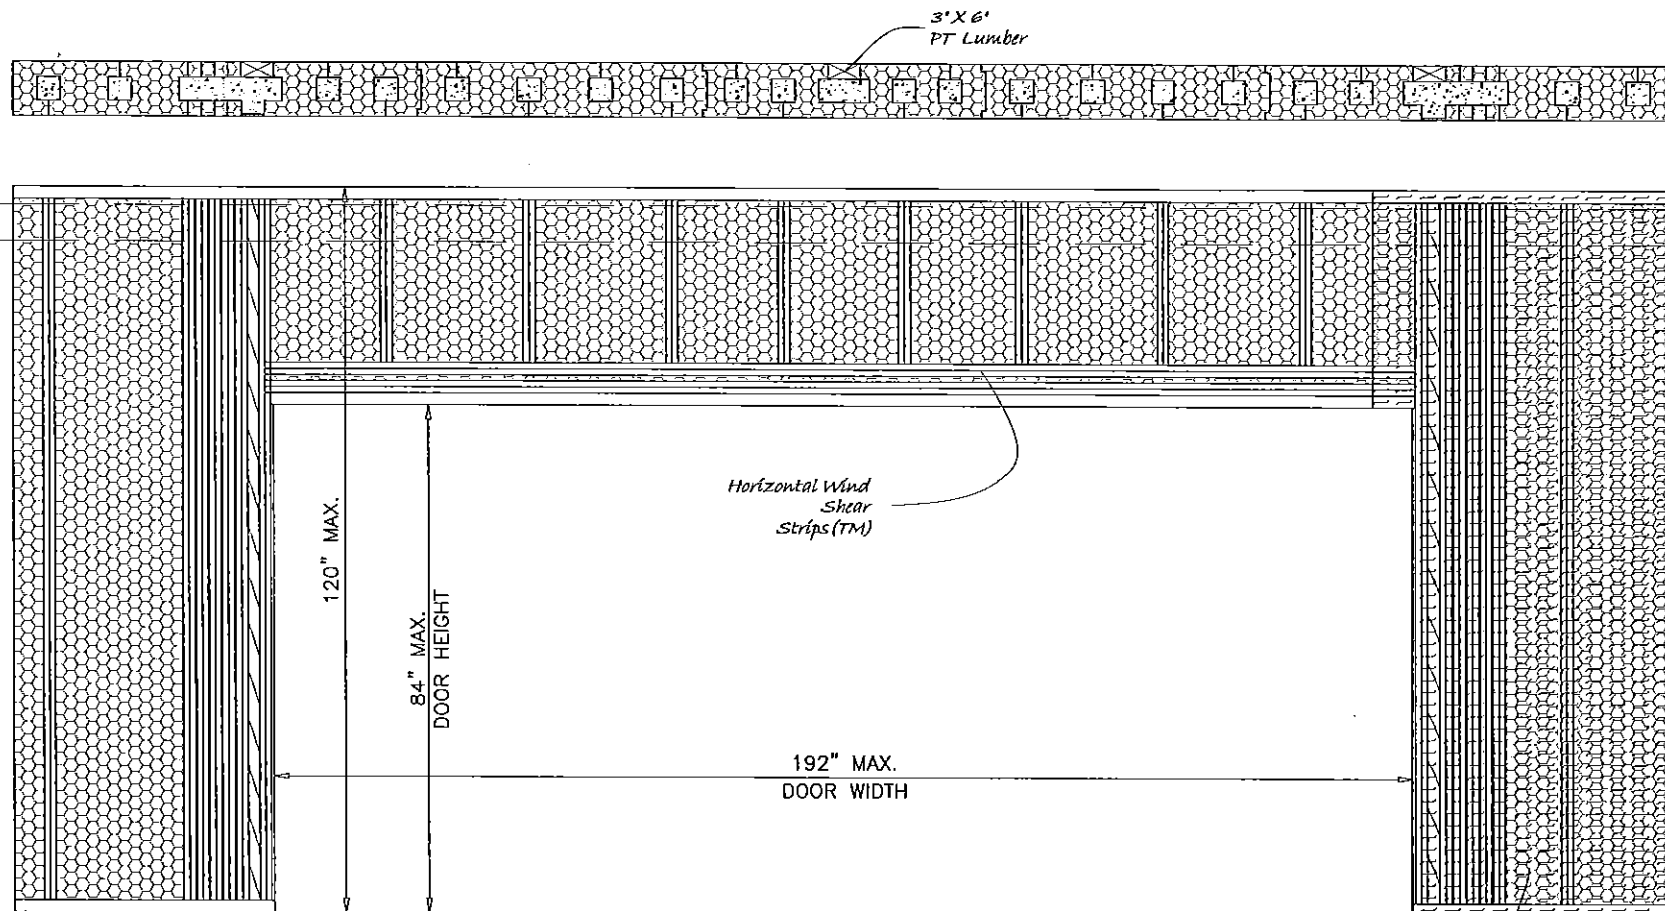 3'X 6'
PT Lumber
Horizontal Wind
Shear
Strips(TM)
120" MAX.
84" MAX.
DOOR HEIGHT
192" MAX.
DOOR WIDTH